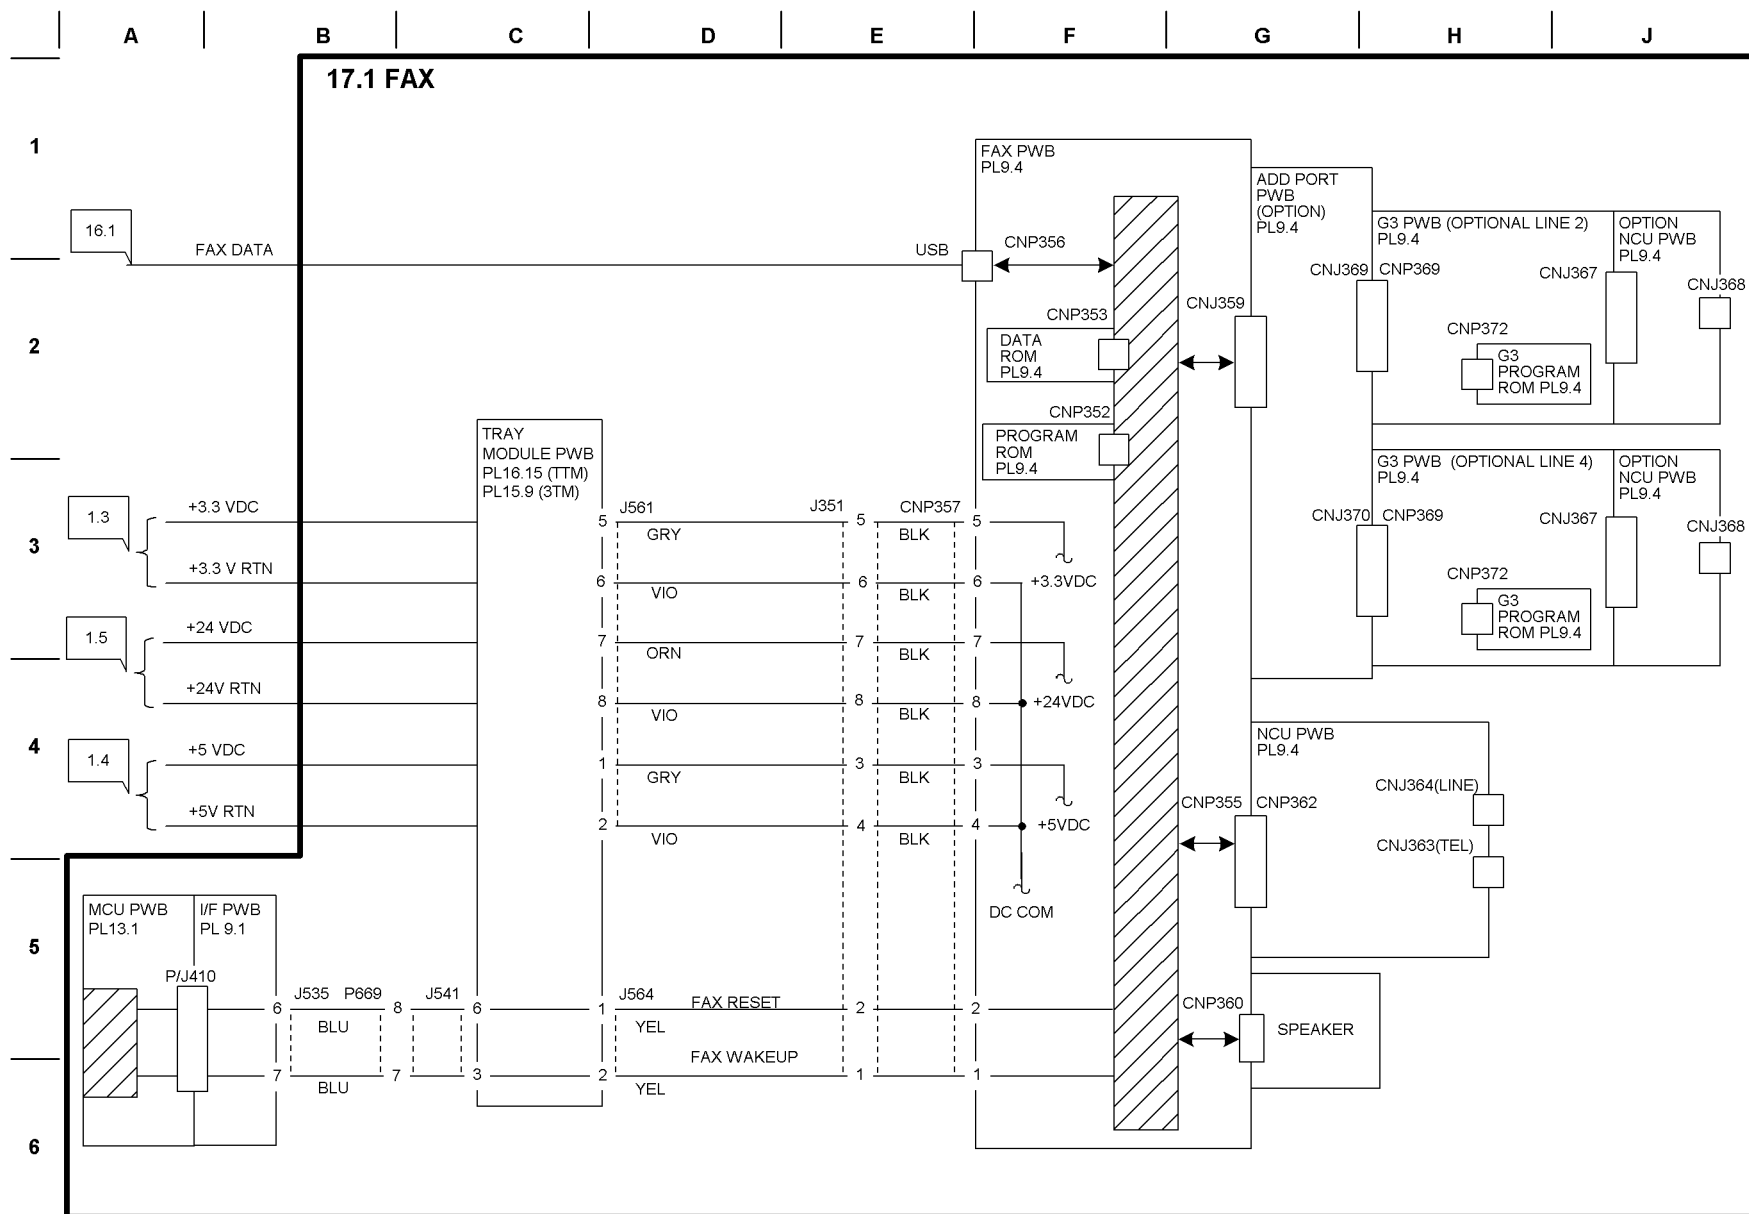 A B C D E F G H J
17.1 FAX
1
FAX PWB
PL9.4
ADD PORT
PWB
(OPTION)
PL9.4
16.1
FAX DATA
USB
CNP356
G3 PWB (OPTIONAL LINE 2)
PL9.4
OPTION
NCU PWB
PL9.4
CNJ369 CNP369
CNJ367
CNJ368
2
CNP353
DATA
ROM
PL9.4
CNJ359
CNP372
G3
PROGRAM
ROM PL9.4
CNP352
PROGRAM
ROM
PL9.4
TRAY
MODULE PWB
PL16.15 (TTM)
PL15.9 (3TM)
G3 PWB (OPTIONAL LINE 4)
PL9.4
OPTION
NCU PWB
PL9.4
CNJ370 CNP369
CNJ367
CNJ368
CNP372
G3
PROGRAM
ROM PL9.4
3
1.3
+3.3 VDC
J561
J351
CNP357
5 GRY 5 BLK 5
+3.3VDC
+3.3 V RTN
6 VIO 6 BLK 6
1.5
+24 VDC
7 ORN 7 BLK 7
+24VDC
+24V RTN
8 VIO 8 BLK 8
4
1.4
+5 VDC
1 GRY 3 BLK 3
+5VDC
+5V RTN
2 VIO 4 BLK 4
DC COM
NCU PWB
PL9.4
CNJ364(LINE)
CNP355 CNP362
CNJ363(TEL)
5
MCU PWB
PL13.1
I/F PWB
PL 9.1
P/J410
J535 P669
J541
J564
FAX RESET
6 BLU 8 6 1 YEL 2 2
FAX WAKEUP
7 BLU 7 3 2 YEL 1 1
CNP360
SPEAKER
6